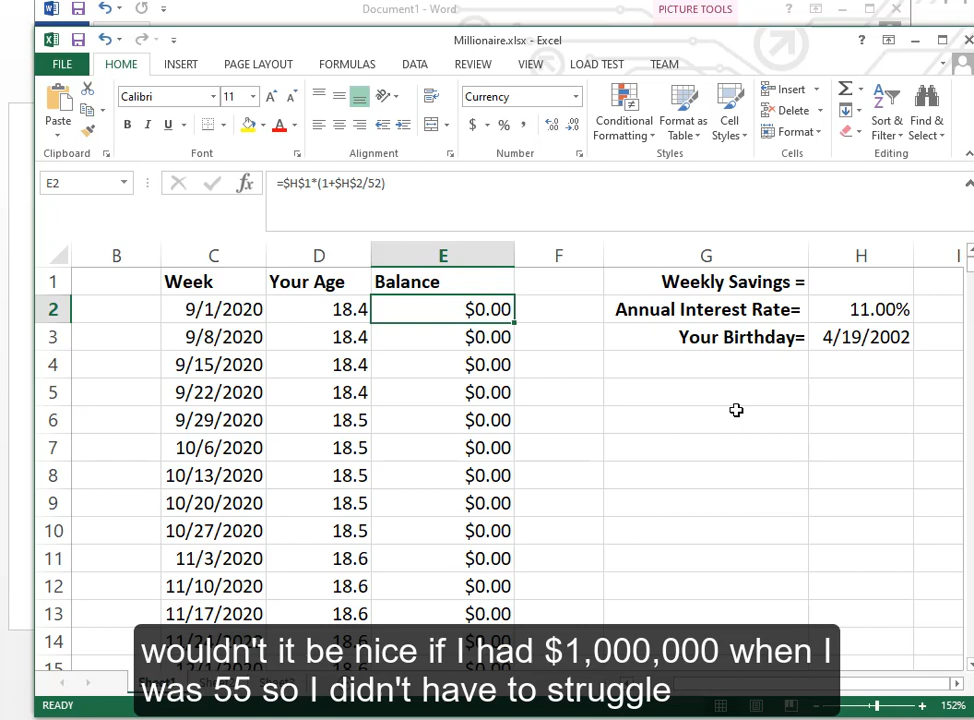 Document1 - Word
PICTURE TOOLS
Millionaire.xlsx - Excel
FILE HOME INSERT PAGE LAYOUT FORMULAS DATA REVIEW VIEW LOAD TEST TEAM
Calibri 11 Currency
Paste
B I U
$ % ,
Conditional Formatting
Format as Table
Cell Styles
Insert
Delete
Format
Sort & Filter
Find & Select
Clipboard Font Alignment Number Styles Cells Editing
E2 fx =$H$1*(1+$H$2/52)
B C D E F G H I
1 Week Your Age Balance Weekly Savings =
2 9/1/2020 18.4 $0.00 Annual Interest Rate= 11.00%
3 9/8/2020 18.4 $0.00 Your Birthday= 4/19/2002
4 9/15/2020 18.4 $0.00
5 9/22/2020 18.4 $0.00
6 9/29/2020 18.5 $0.00
7 10/6/2020 18.5 $0.00
8 10/13/2020 18.5 $0.00
9 10/20/2020 18.5 $0.00
10 10/27/2020 18.5 $0.00
11 11/3/2020 18.6 $0.00
12 11/10/2020 18.6 $0.00
13 11/17/2020 18.6 $0.00
14
15
wouldn't it be nice if I had $1,000,000 when I
was 55 so I didn't have to struggle
READY 152%